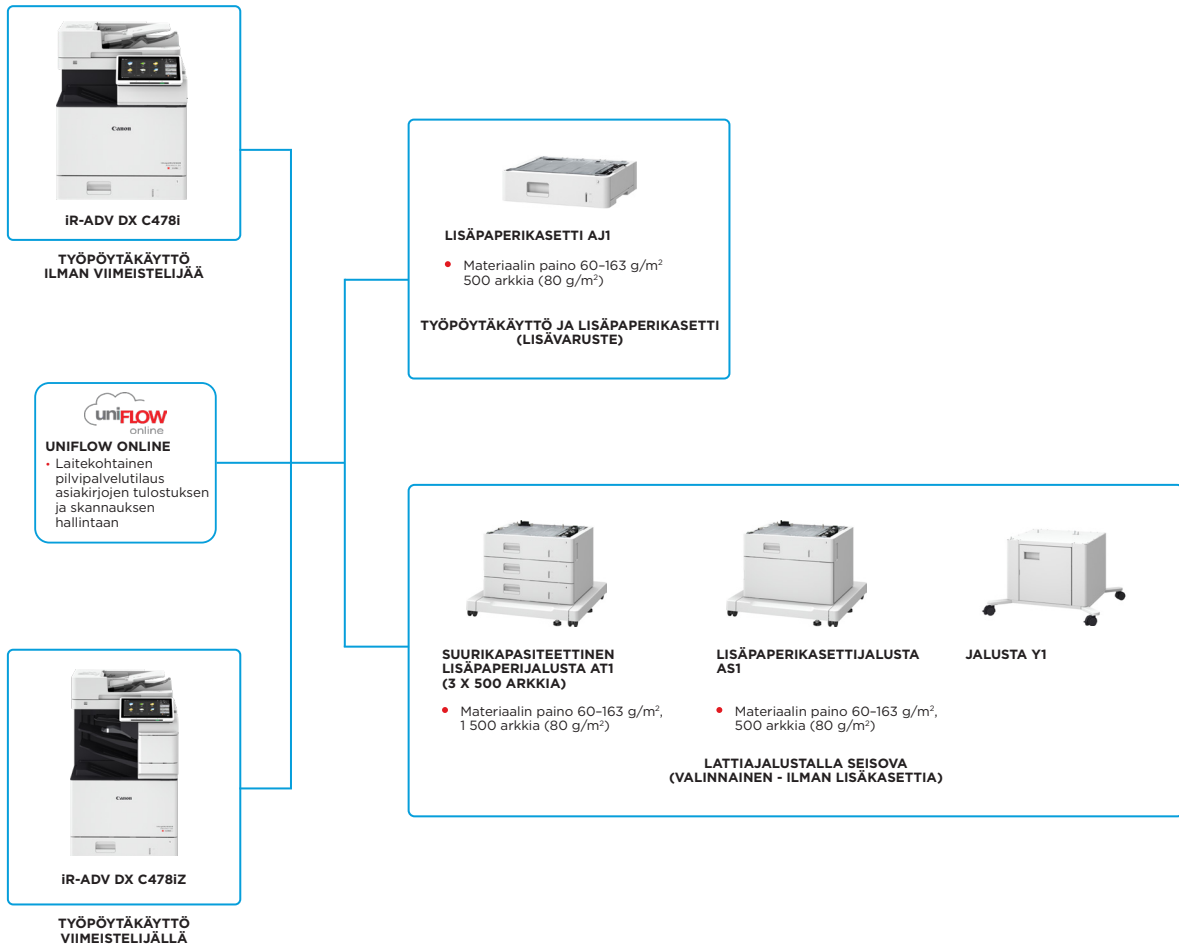 Canon
iR-ADV DX C478i
TYÖPÖYTÄKÄYTTÖ
ILMAN VIIMEISTELIJÄÄ
LISÄPAPERIKASETTI AJ1
• Materiaalin paino 60–163 g/m²
500 arkkia (80 g/m²)
TYÖPÖYTÄKÄYTTÖ JA LISÄPAPERIKASETTI
(LISÄVARUSTE)
uniFLOW
online
UNIFLOW ONLINE
• Laitekohtainen
pilvipalvelutilaus
asiakirjojen tulostuksen
ja skannauksen
hallintaan
SUURIKAPASITEETTINEN
LISÄPAPERIJALUSTA AT1
(3 X 500 ARKKIA)
• Materiaalin paino 60–163 g/m²,
1 500 arkkia (80 g/m²)
LISÄPAPERIKASETTIJALUSTA
AS1
• Materiaalin paino 60–163 g/m²,
500 arkkia (80 g/m²)
JALUSTA Y1
LATTIAJALUSTALLA SEISOVA
(VALINNAINEN - ILMAN LISÄKASETTIA)
Canon
iR-ADV DX C478iZ
TYÖPÖYTÄKÄYTTÖ
VIIMEISTELIJÄLLÄ